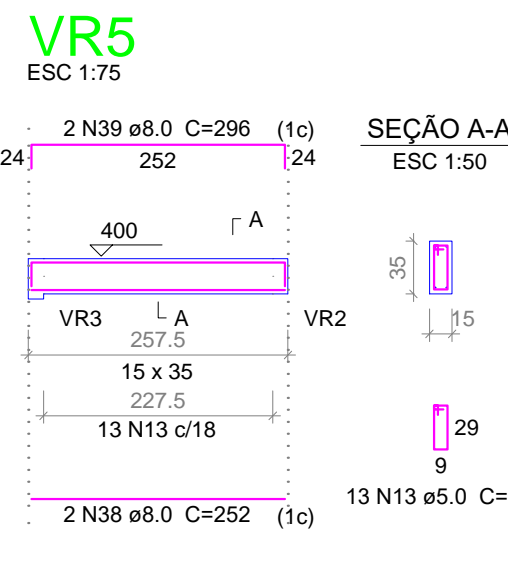 VR5
ESC 1:75
2 N39 ø8.0 C=296 (1c)
24 252 24
SEÇÃO A-A
ESC 1:50
A
400
35
VR3 A VR2
15
257.5
15 x 35
227.5
13 N13 c/18
29
9
13 N13 ø5.0 C=
2 N38 ø8.0 C=252 (1c)